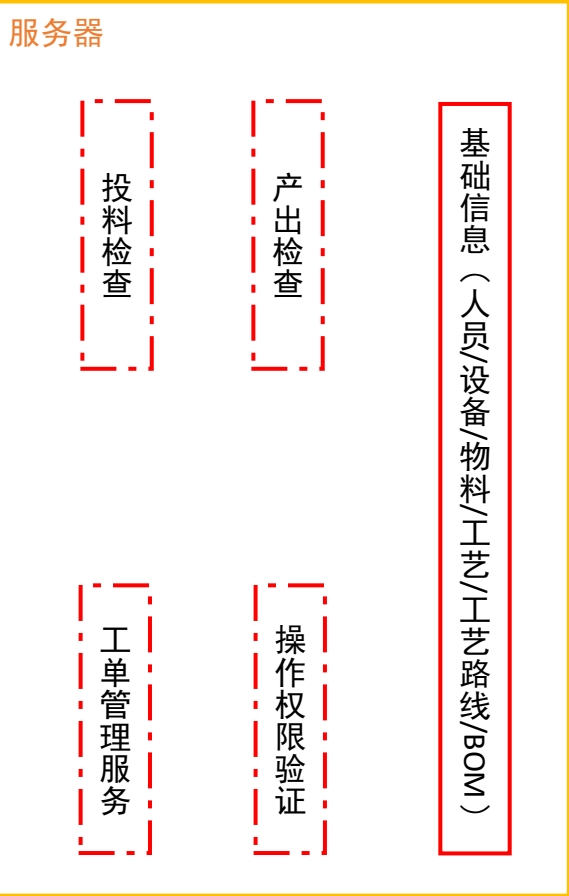 服务器
投料检查
产出检查
基础信息（人员/设备/物料/工艺/工艺路线/BOM）
工单管理服务
操作权限验证